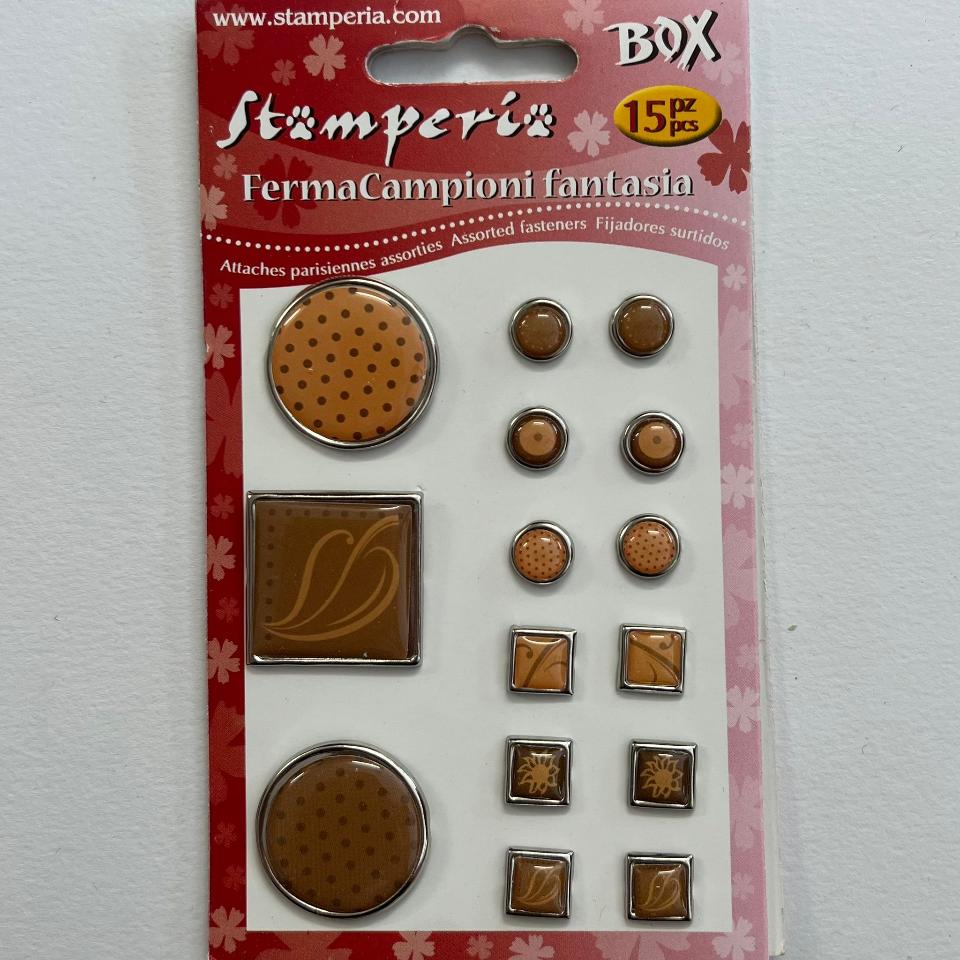 www.stamperia.com
BOX
Stamperia
15 pz
pcs
FermaCampioni fantasia
Attaches parisiennes assorties Assorted fasteners Fijadores surtidos